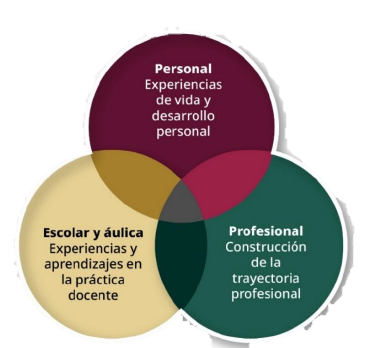 Personal
Experiencias
de vida y
desarrollo
personal
Escolar y áulica
Experiencias y
aprendizajes en
la práctica
docente
Profesional
Construcción
de la
trayectoria
profesional